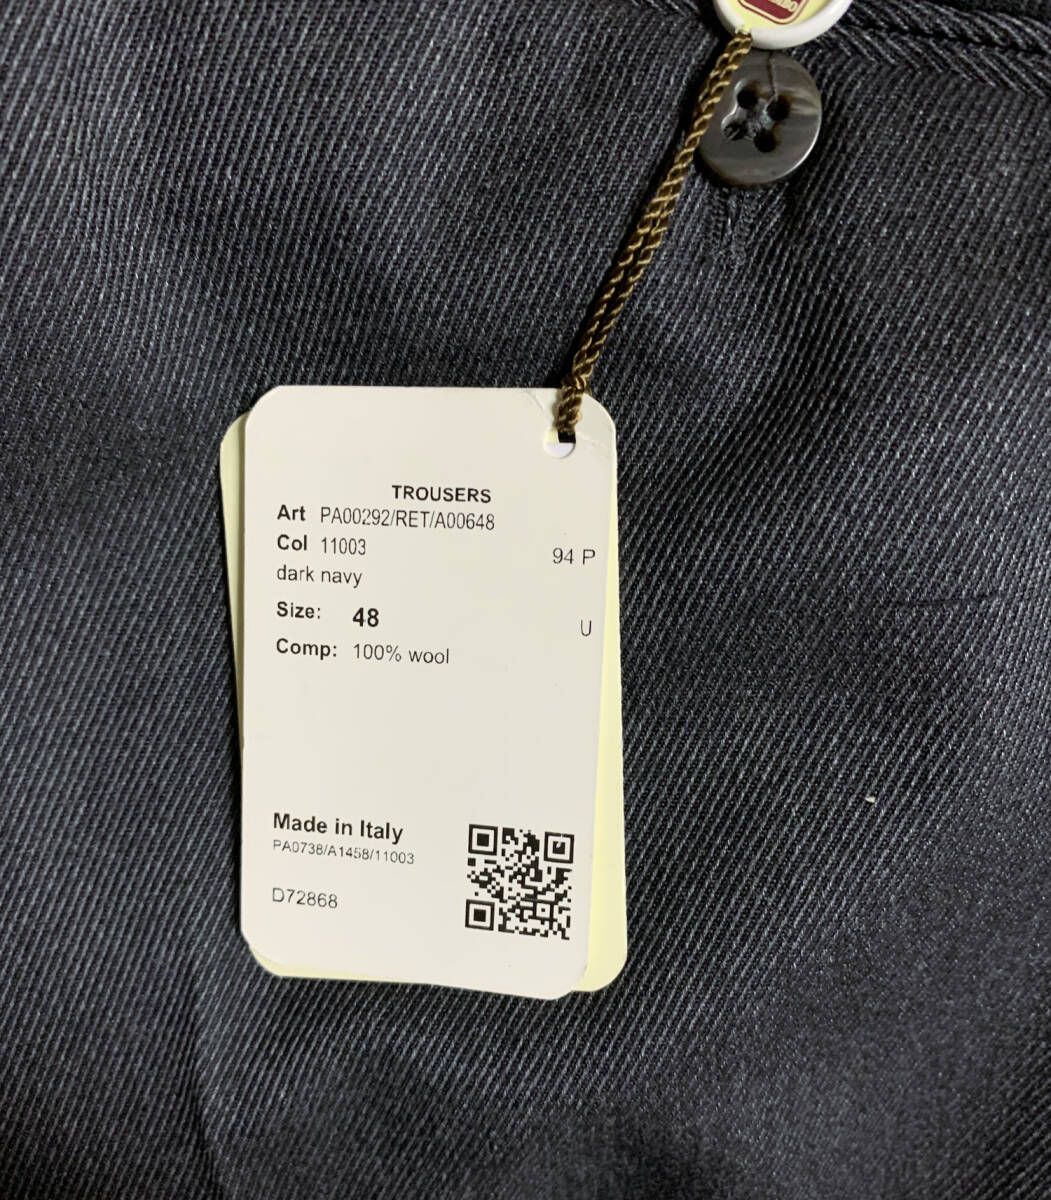 TROUSERS
Art PA00292/RET/A00648
Col 11003
94 P
dark navy
Size: 48
U
Comp: 100% wool
Made in Italy
PA0738/A1458/11003
D72868